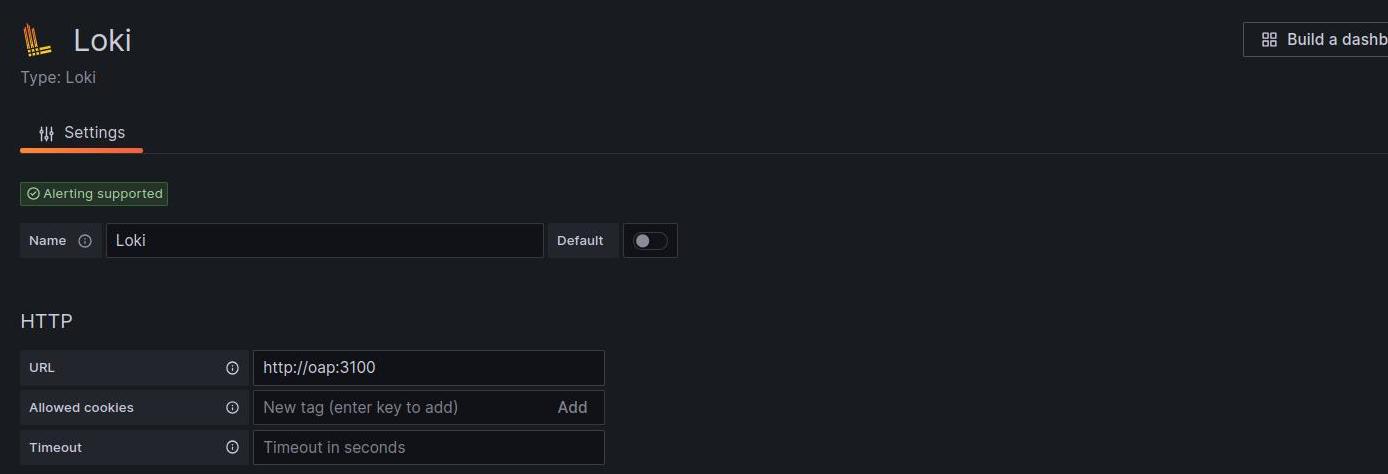 Loki
Build a dashb
Type: Loki
Settings
Alerting supported
Name Loki Default
HTTP
URL http://oap:3100
Allowed cookies New tag (enter key to add) Add
Timeout Timeout in seconds